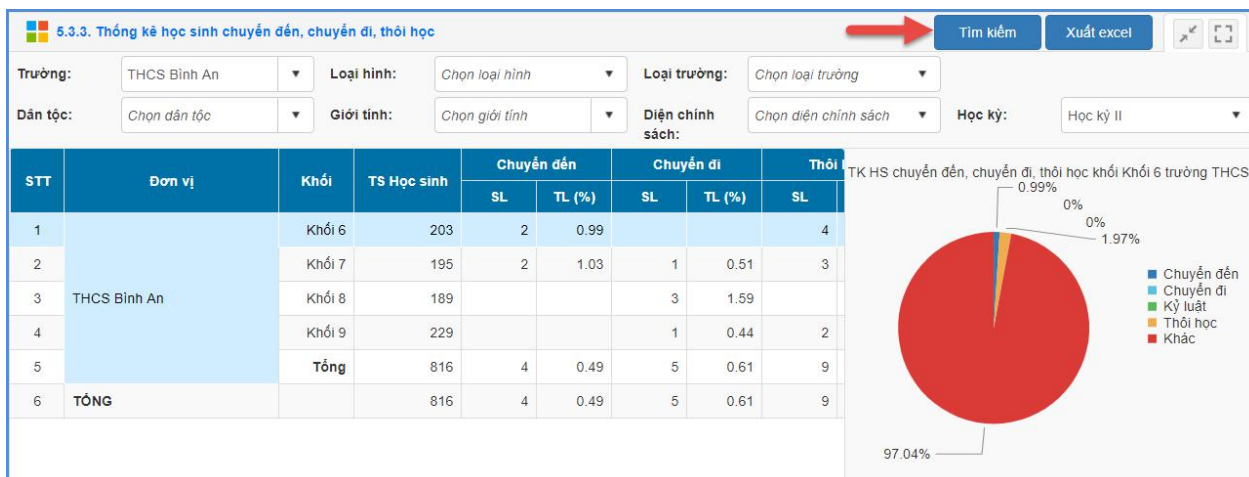 5.3.3. Thống kê học sinh chuyển đến, chuyển đi, thôi học
Tìm kiếm Xuất excel
Trường: THCS Bình An Loại hình: Chọn loại hình Loại trường: Chọn loại trường
Dân tộc: Chọn dân tộc Giới tính: Chọn giới tính Diện chính sách: Chọn diện chính sách Học kỳ: Học kỳ II
STT Đơn vị Khối TS Học sinh Chuyển đến Chuyển đi Thôi
SL TL (%) SL TL (%) SL
1 Khối 6 203 2 0.99 4
2 Khối 7 195 2 1.03 1 0.51 3
3 THCS Bình An Khối 8 189 3 1.59
4 Khối 9 229 1 0.44 2
5 Tổng 816 4 0.49 5 0.61 9
6 TỔNG 816 4 0.49 5 0.61 9
TK HS chuyển đến, chuyển đi, thôi học khối Khối 6 trường THCS
0.99%
0%
0%
1.97%
Chuyển đến
Chuyển đi
Kỷ luật
Thôi học
Khác
97.04%